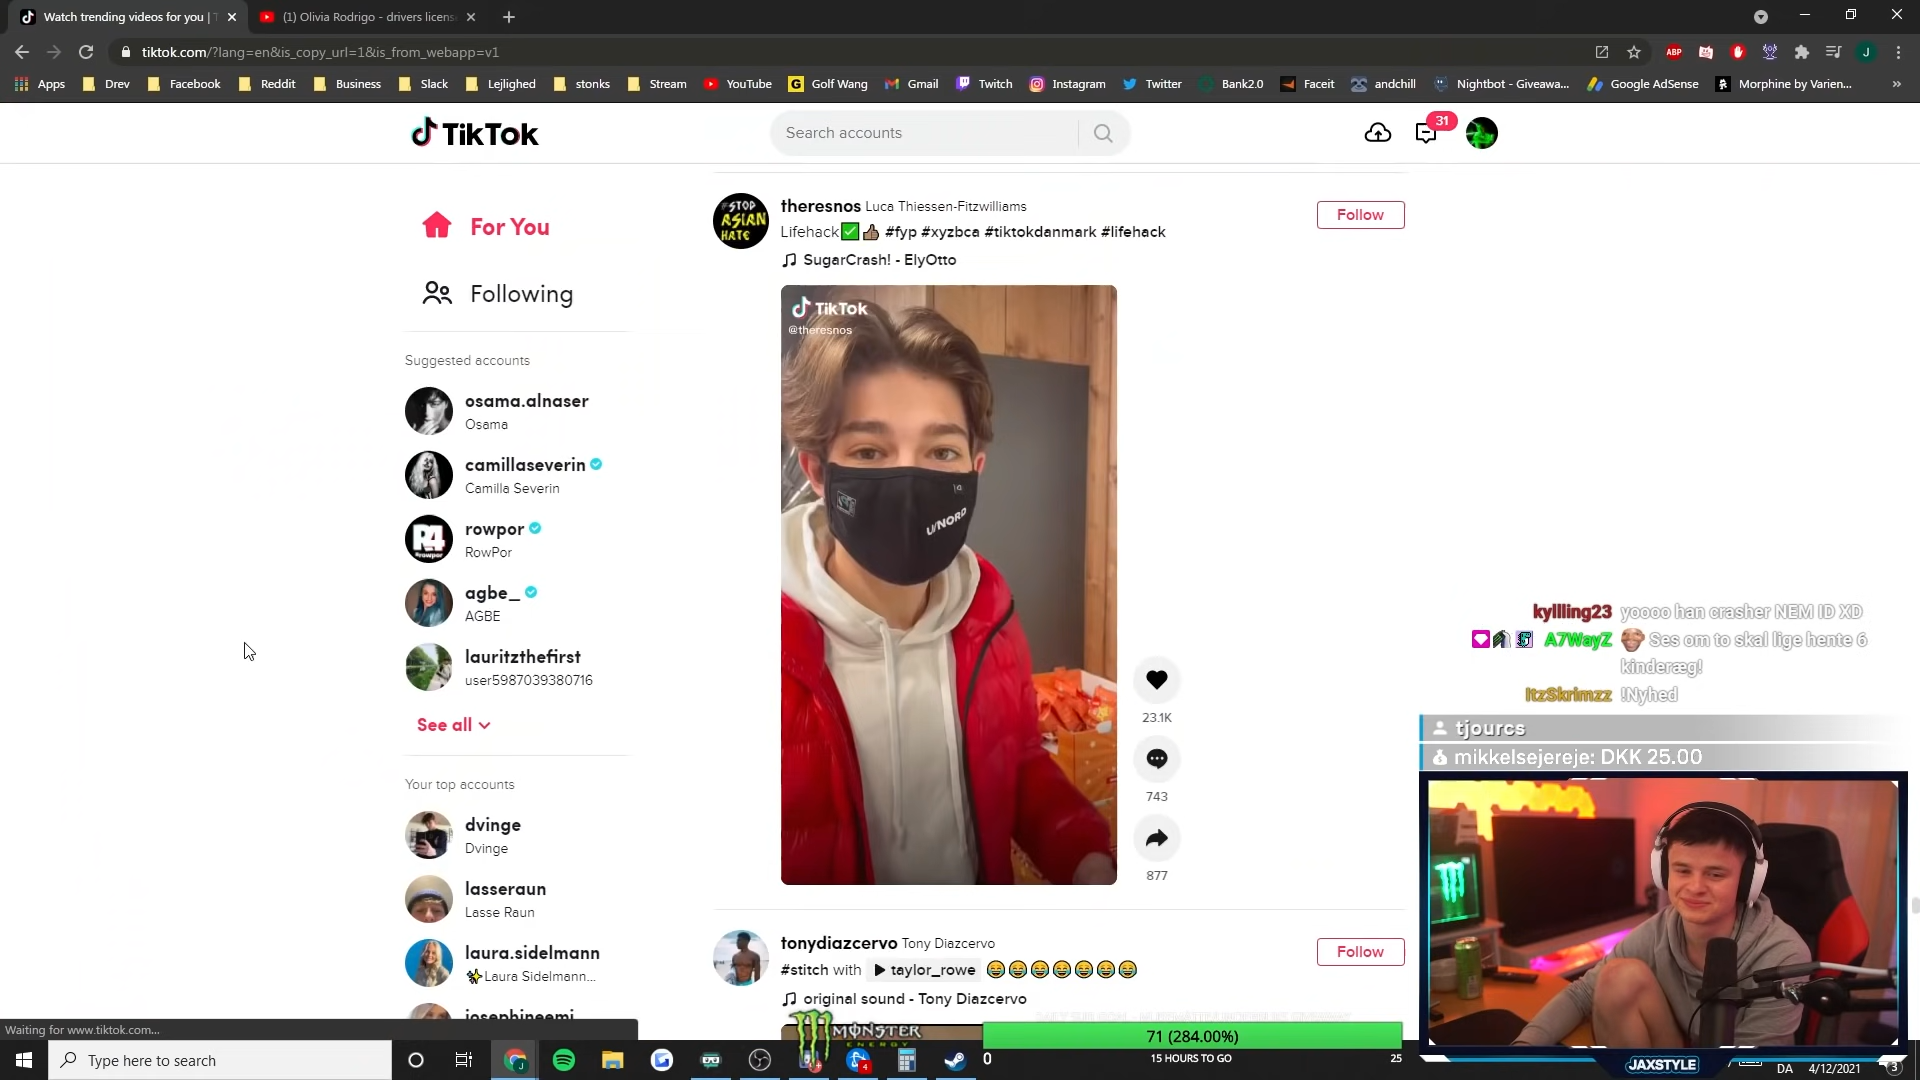 Watch trending videos for you | T
(1) Olivia Rodrigo - drivers licens
tiktok.com/?lang=en&is_copy_url=1&is_from_webapp=v1
ABP
J
Apps Drev Facebook Reddit Business Slack Lejlighed stonks Stream YouTube Golf Wang Gmail Twitch Instagram Twitter Bank2.0 Faceit andchill Nightbot - Giveawa... Google AdSense Morphine by Varien... »
TikTok
Search accounts
31
For You
Following
Suggested accounts
osama.alnaser
Osama
camillaseverin
Camilla Severin
R4
rowpor
RowPor
agbe_
AGBE
lauritzthefirst
user5987039380716
See all
Your top accounts
dvinge
Dvinge
lasseraun
Lasse Raun
laura.sidelmann
✨Laura Sidelmann...
josephineemj
#STOP
ASIAN
HATE
theresnos Luca Thiessen-Fitzwilliams
Lifehack✅👍🏾 #fyp #xyzbca #tiktokdanmark #lifehack
SugarCrash! - ElyOtto
Follow
TikTok
@theresnos
U/NORD
23.1K
743
877
tonydiazcervo Tony Diazcervo
#stitch with ▶ taylor_rowe 😂😂😂😂😂😂😂
original sound - Tony Diazcervo
Follow
kyllling23 yoooo han crasher NEM ID XD
A7WayZ Ses om to skal lige hente 6
kinderæg!
ItzSkrimzz !Nyhed
tjourcs
mikkelsejereje: DKK 25.00
JAXSTYLE
MONSTER
ENERGY
71 (284.00%)
0 15 HOURS TO GO 25
Waiting for www.tiktok.com...
Type here to search
4
DA 4/12/2021
3